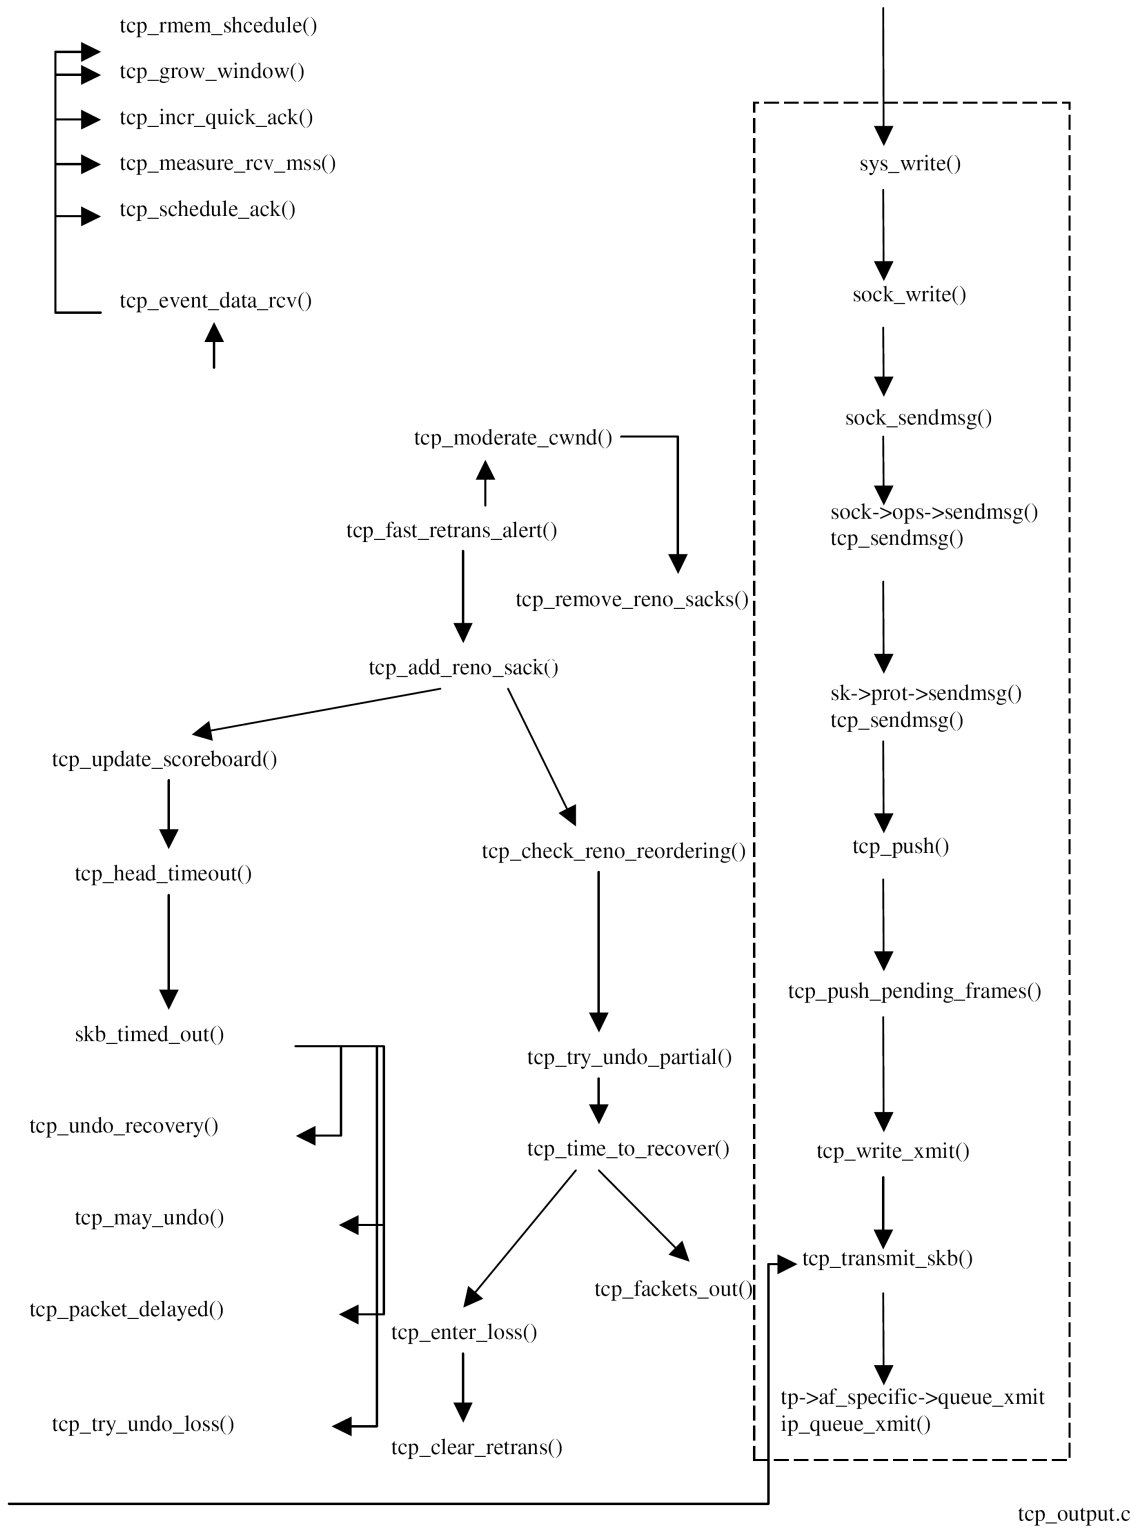 tcp_rmem_shcedule()
tcp_grow_window()
tcp_incr_quick_ack()
tcp_measure_rcv_mss()
tcp_schedule_ack()
tcp_event_data_rcv()
tcp_moderate_cwnd()
tcp_fast_retrans_alert()
tcp_remove_reno_sacks()
tcp_add_reno_sack()
tcp_update_scoreboard()
tcp_head_timeout()
skb_timed_out()
tcp_undo_recovery()
tcp_may_undo()
tcp_packet_delayed()
tcp_try_undo_loss()
tcp_check_reno_reordering()
tcp_try_undo_partial()
tcp_time_to_recover()
tcp_fackets_out()
tcp_enter_loss()
tcp_clear_retrans()
sys_write()
sock_write()
sock_sendmsg()
sock->ops->sendmsg()
tcp_sendmsg()
sk->prot->sendmsg()
tcp_sendmsg()
tcp_push()
tcp_push_pending_frames()
tcp_write_xmit()
tcp_transmit_skb()
tp->af_specific->queue_xmit
ip_queue_xmit()
tcp_output.c